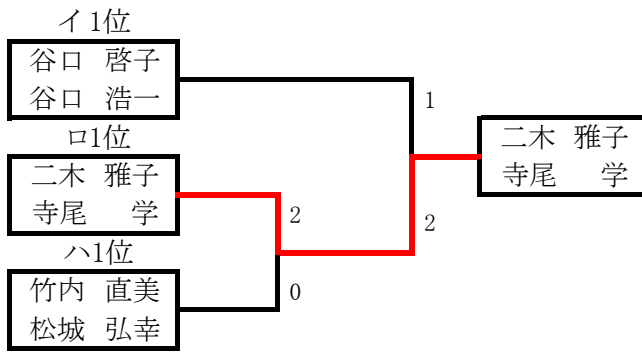 イ1位
谷口 啓子
谷口 浩一
1
二木 雅子
寺尾 学
ロ1位
二木 雅子
寺尾 学
2
2
ハ1位
竹内 直美
松城 弘幸
0